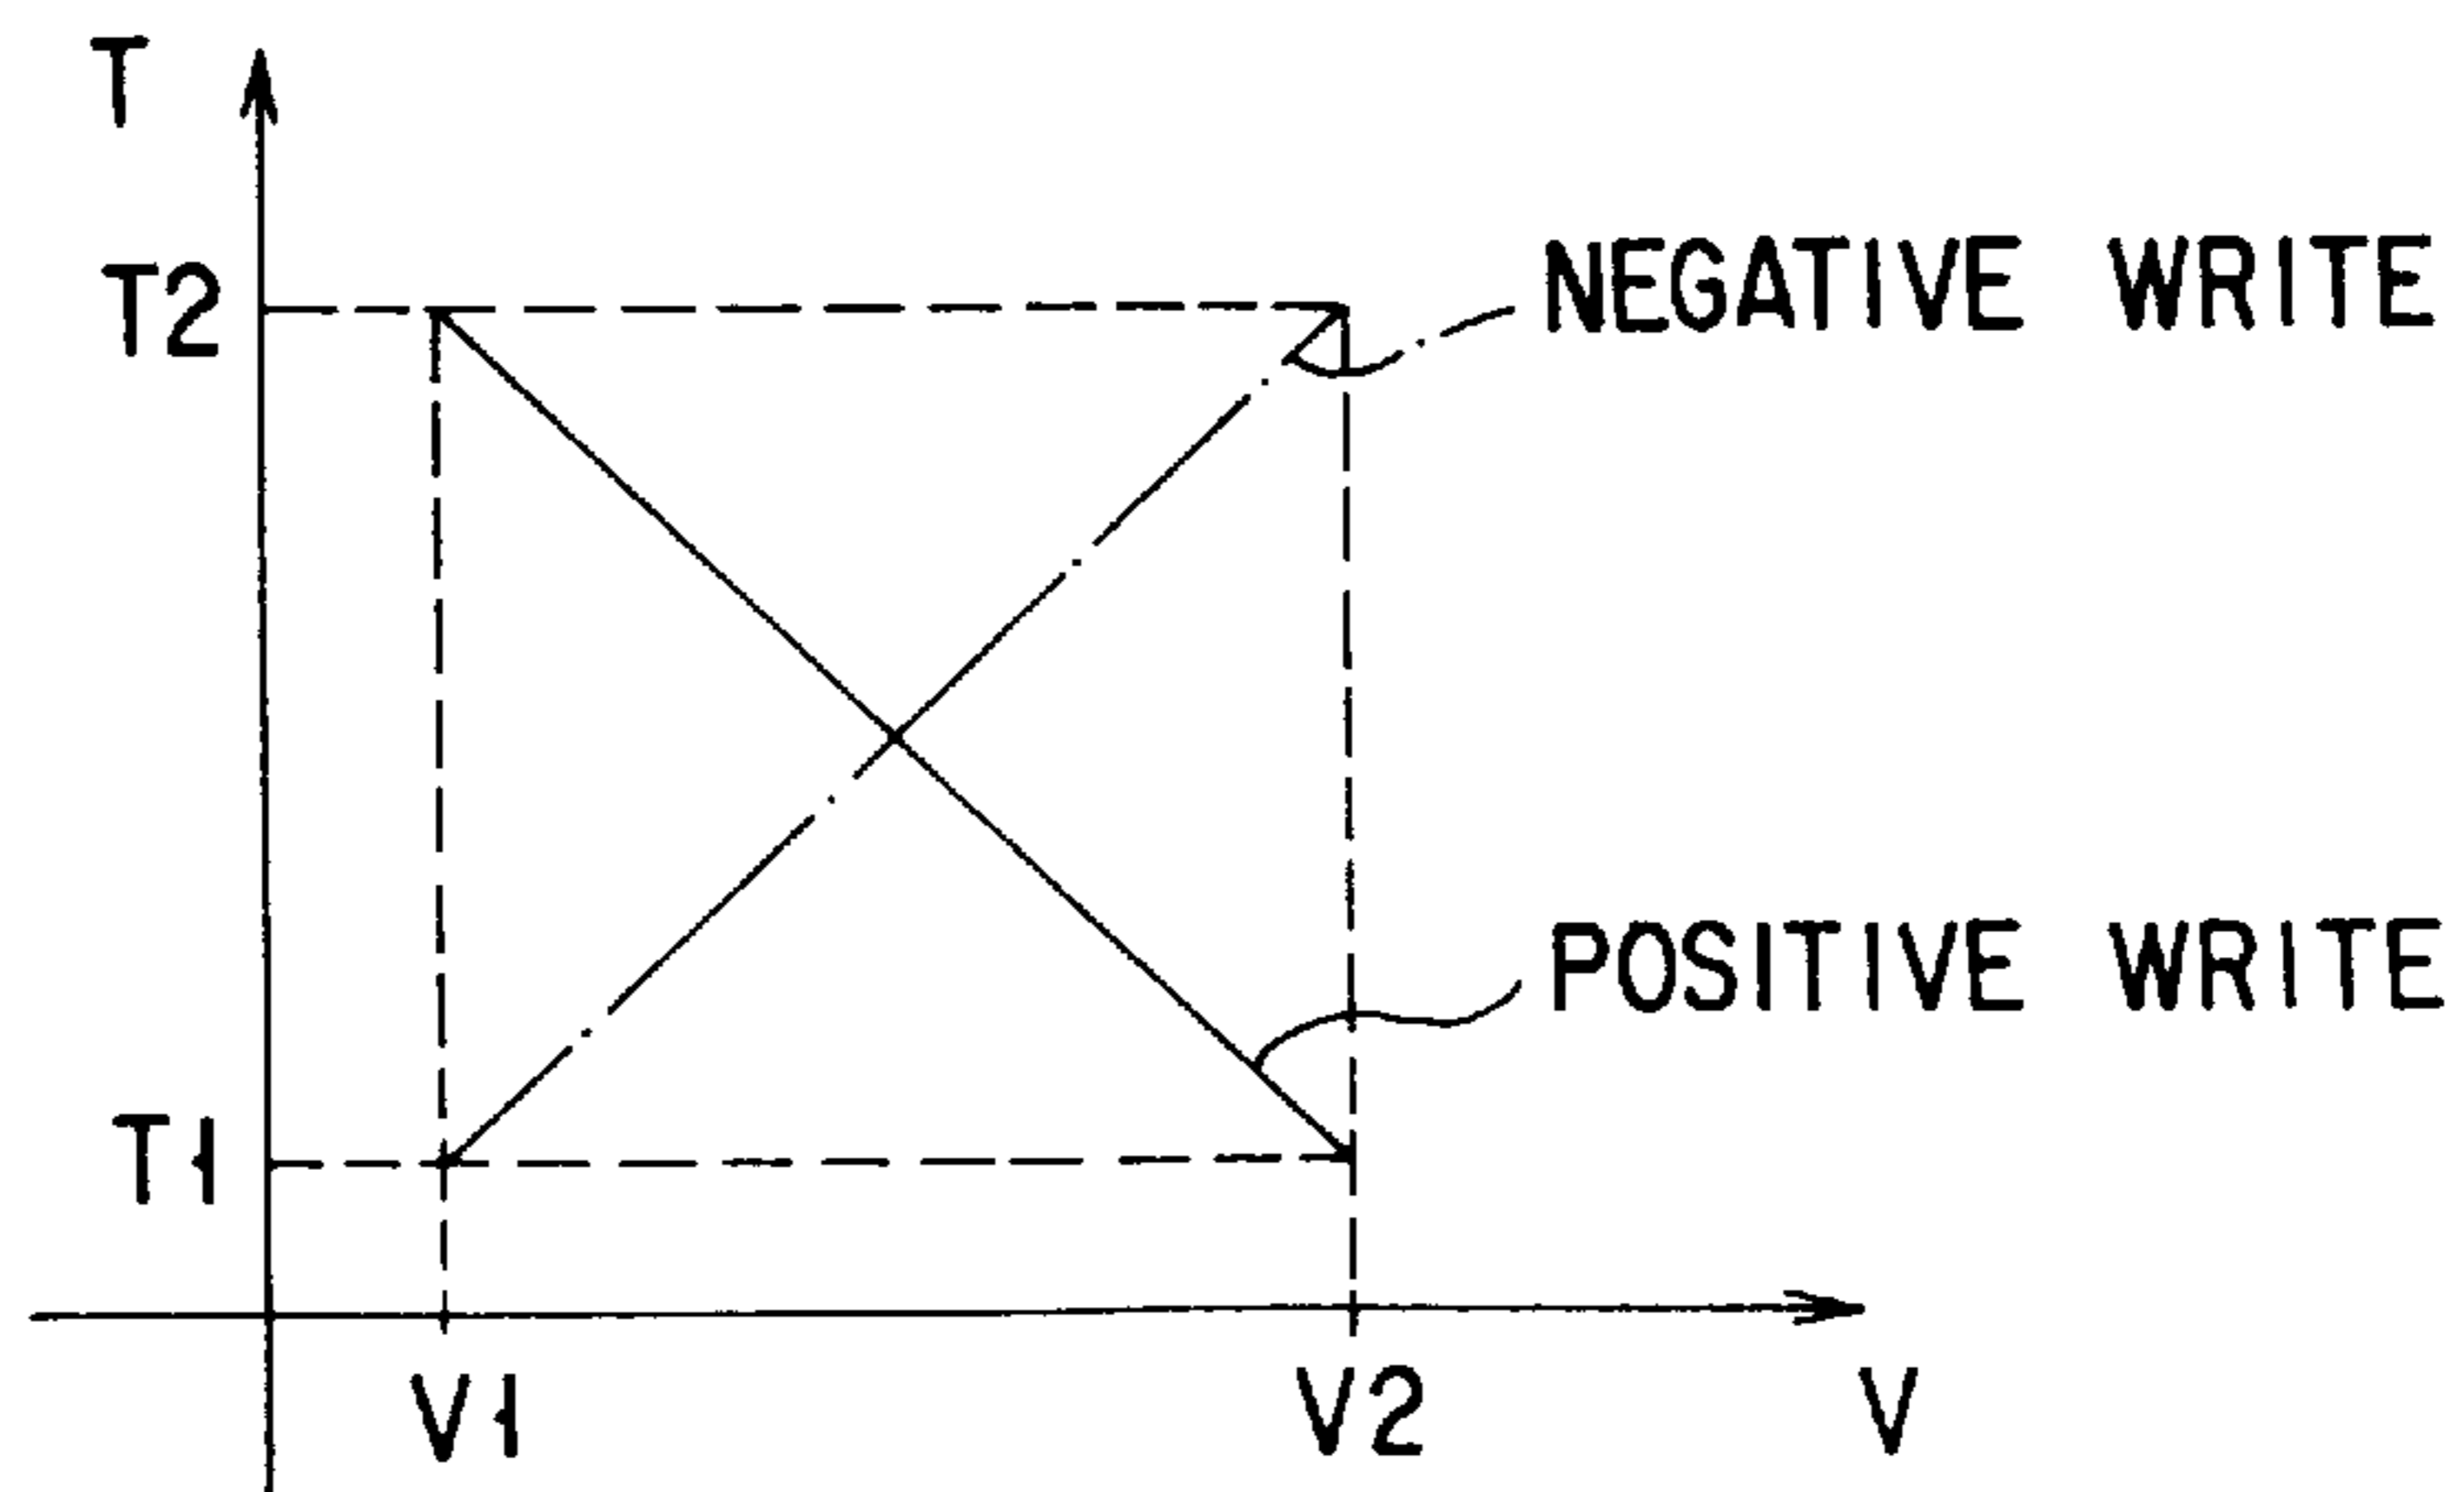 T
T2
NEGATIVE WRITE
POSITIVE WRITE
T1
V1
V2
V